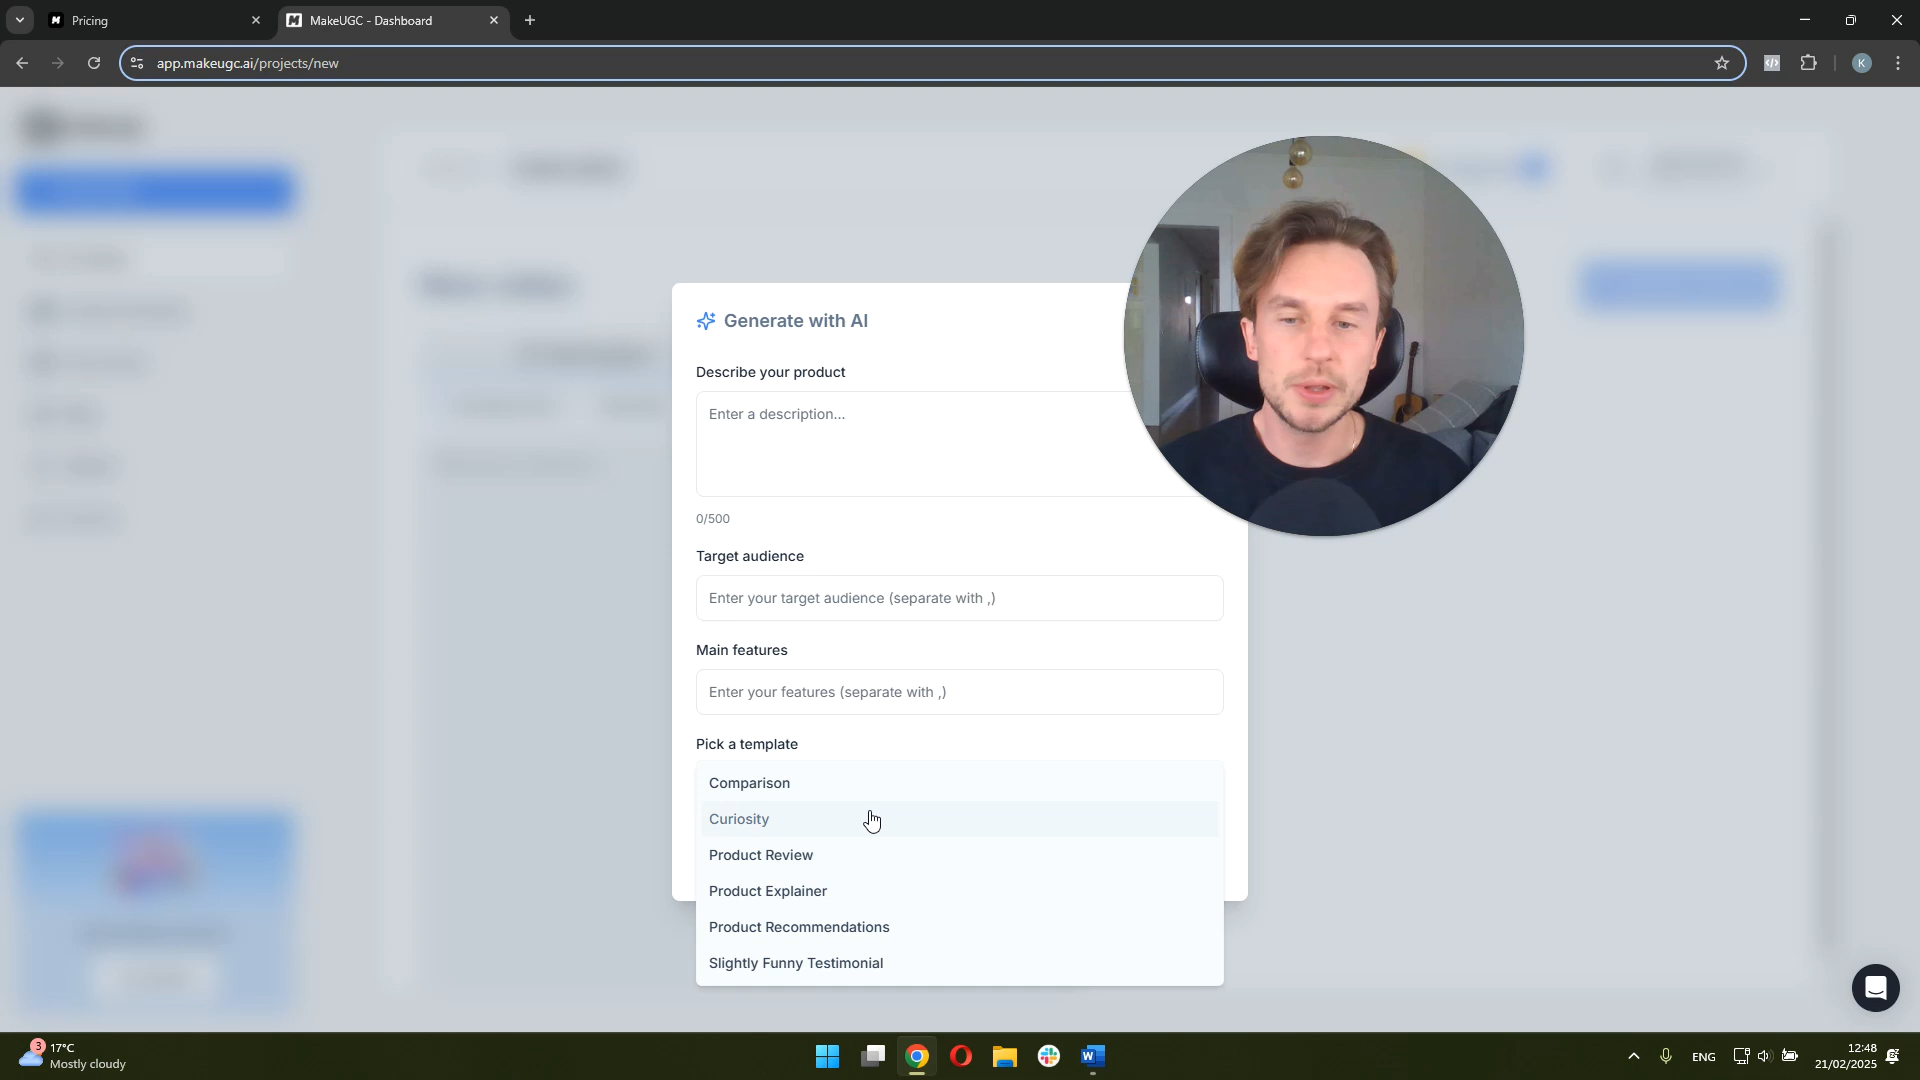 Pricing
MakeUGC - Dashboard
app.makeugc.ai/projects/new
K
Generate with AI
Describe your product
Enter a description...
0/500
Target audience
Enter your target audience (separate with ,)
Main features
Enter your features (separate with ,)
Pick a template
Comparison
Curiosity
Product Review
Product Explainer
Product Recommendations
Slightly Funny Testimonial
3
17°C
Mostly cloudy
ENG
12:48
21/02/2025